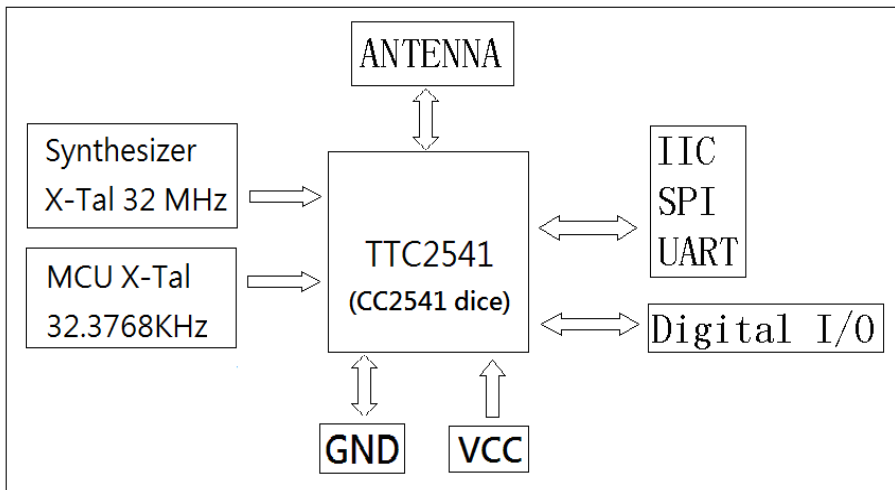 ANTENNA
Synthesizer
X-Tal 32 MHz
MCU X-Tal
32.3768KHz
TTC2541
(CC2541 dice)
IIC
SPI
UART
Digital I/O
GND
VCC